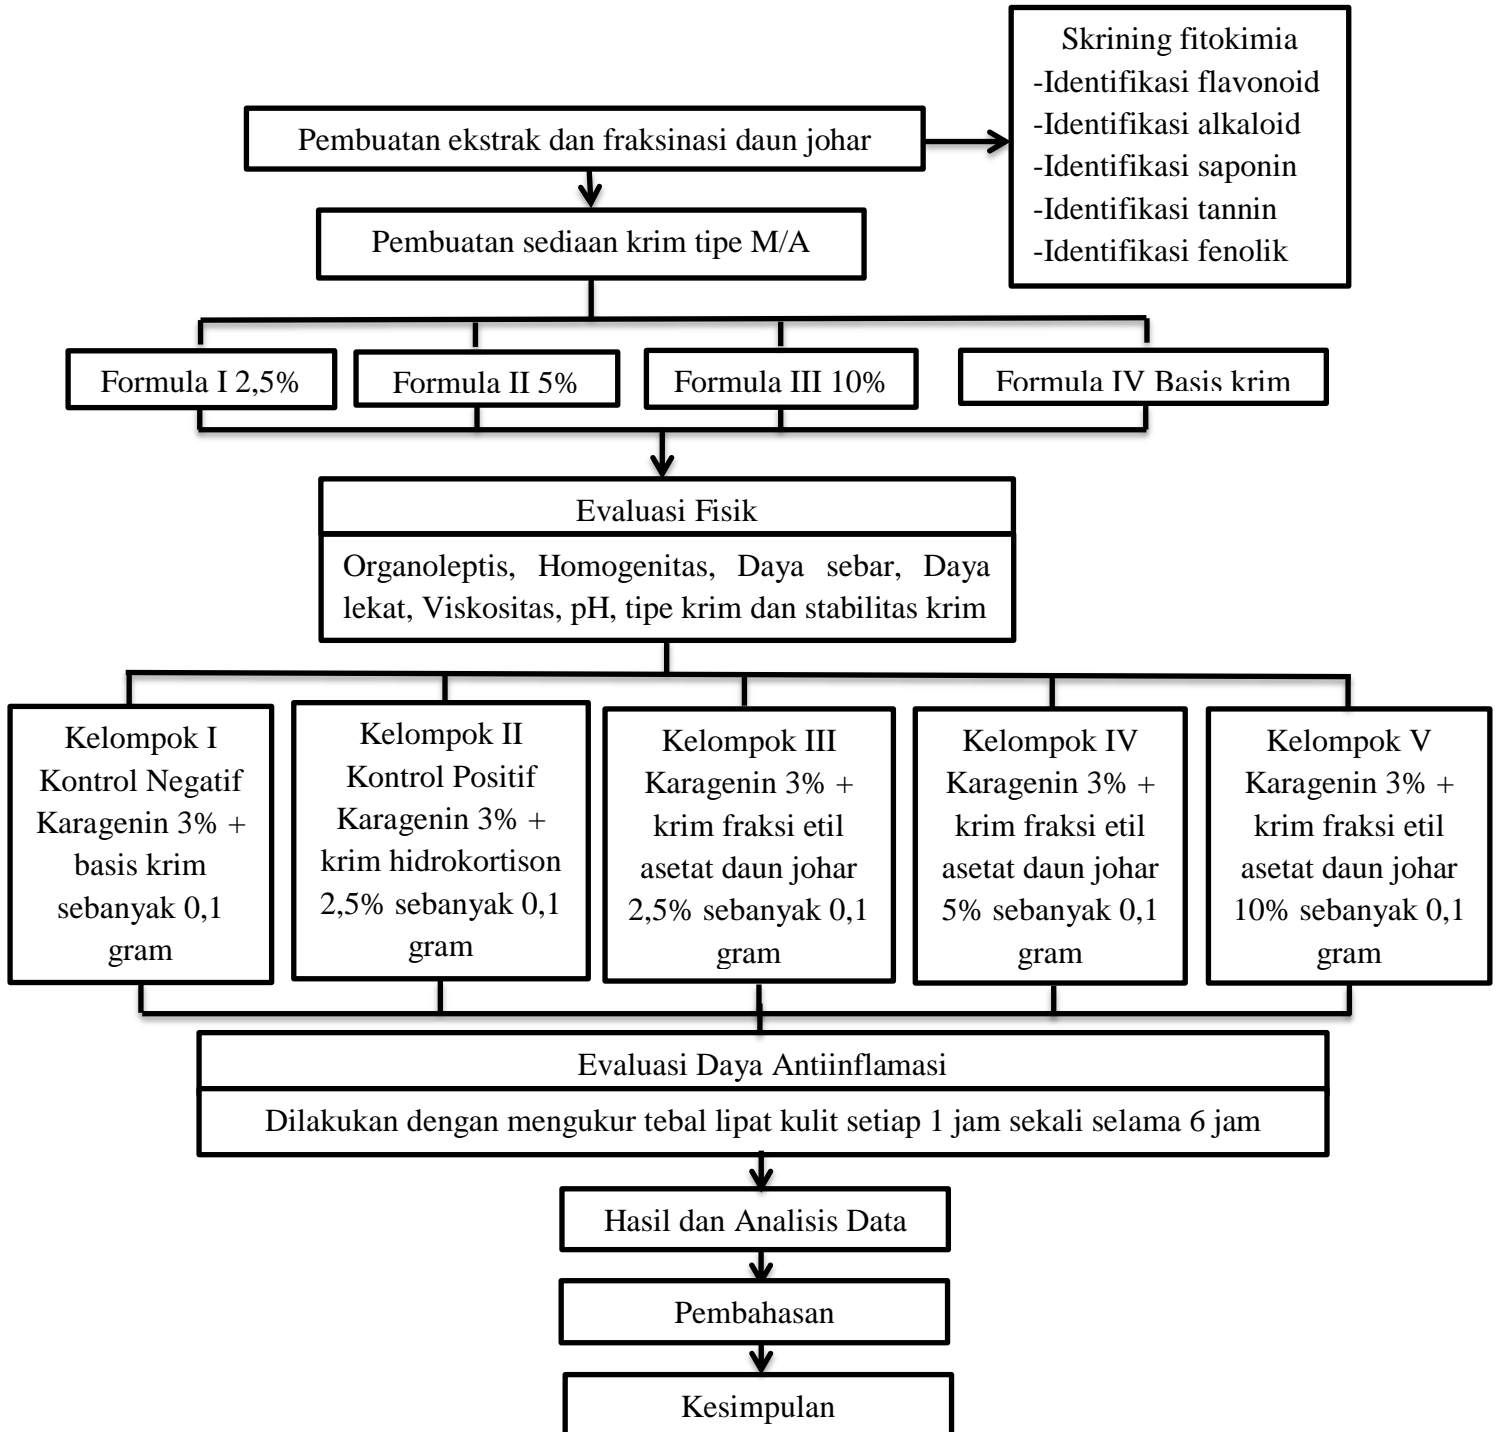 Skrining fitokimia
-Identifikasi flavonoid
-Identifikasi alkaloid
-Identifikasi saponin
-Identifikasi tannin
-Identifikasi fenolik
Pembuatan ekstrak dan fraksinasi daun johar
Pembuatan sediaan krim tipe M/A
Formula I 2,5%
Formula II 5%
Formula III 10%
Formula IV Basis krim
Evaluasi Fisik
Organoleptis, Homogenitas, Daya sebar, Daya
lekat, Viskositas, pH, tipe krim dan stabilitas krim
Kelompok I
Kontrol Negatif
Karagenin 3% +
basis krim
sebanyak 0,1
gram
Kelompok II
Kontrol Positif
Karagenin 3% +
krim hidrokortison
2,5% sebanyak 0,1
gram
Kelompok III
Karagenin 3% +
krim fraksi etil
asetat daun johar
2,5% sebanyak 0,1
gram
Kelompok IV
Karagenin 3% +
krim fraksi etil
asetat daun johar
5% sebanyak 0,1
gram
Kelompok V
Karagenin 3% +
krim fraksi etil
asetat daun johar
10% sebanyak 0,1
gram
Evaluasi Daya Antiinflamasi
Dilakukan dengan mengukur tebal lipat kulit setiap 1 jam sekali selama 6 jam
Hasil dan Analisis Data
Pembahasan
Kesimpulan